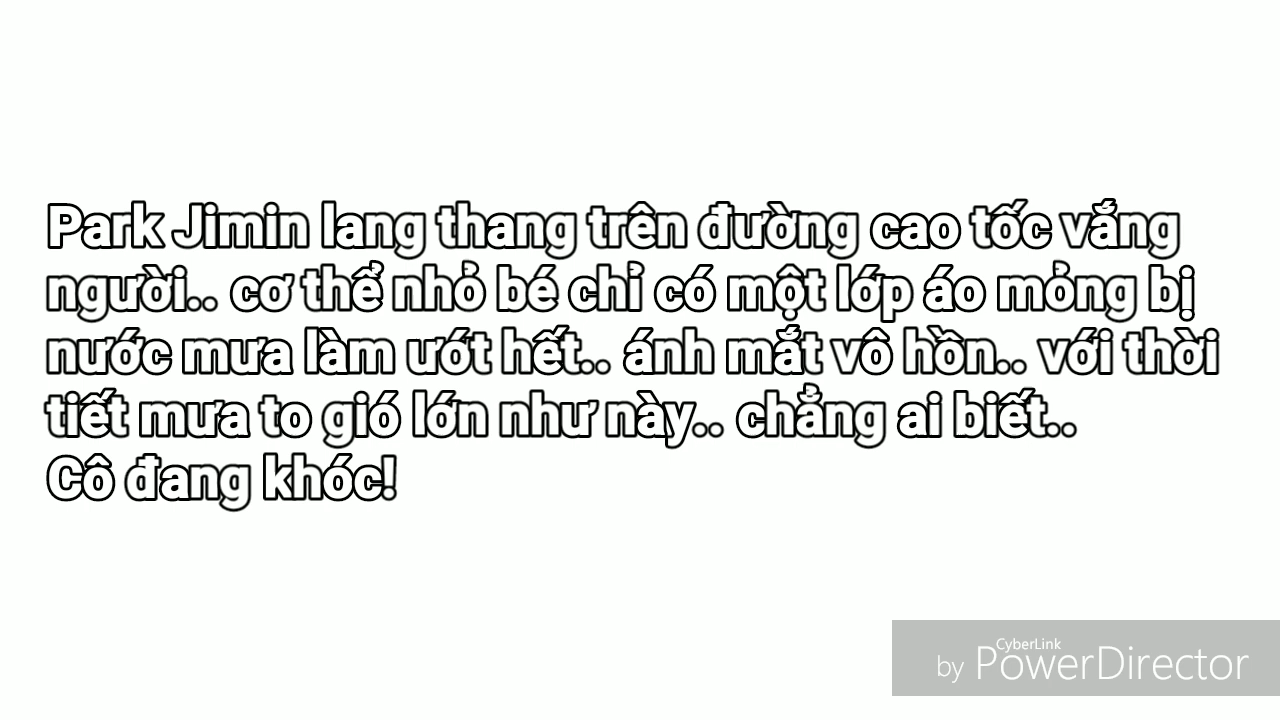 Park Jimin lang thang trên đường cao tốc vắng
người.. cơ thể nhỏ bé chỉ có một lớp áo mỏng bị
nước mưa làm ướt hết.. ánh mắt vô hồn.. với thời
tiết mưa to gió lớn như này.. chẳng ai biết..
Cô đang khóc!
CyberLink
by PowerDirector